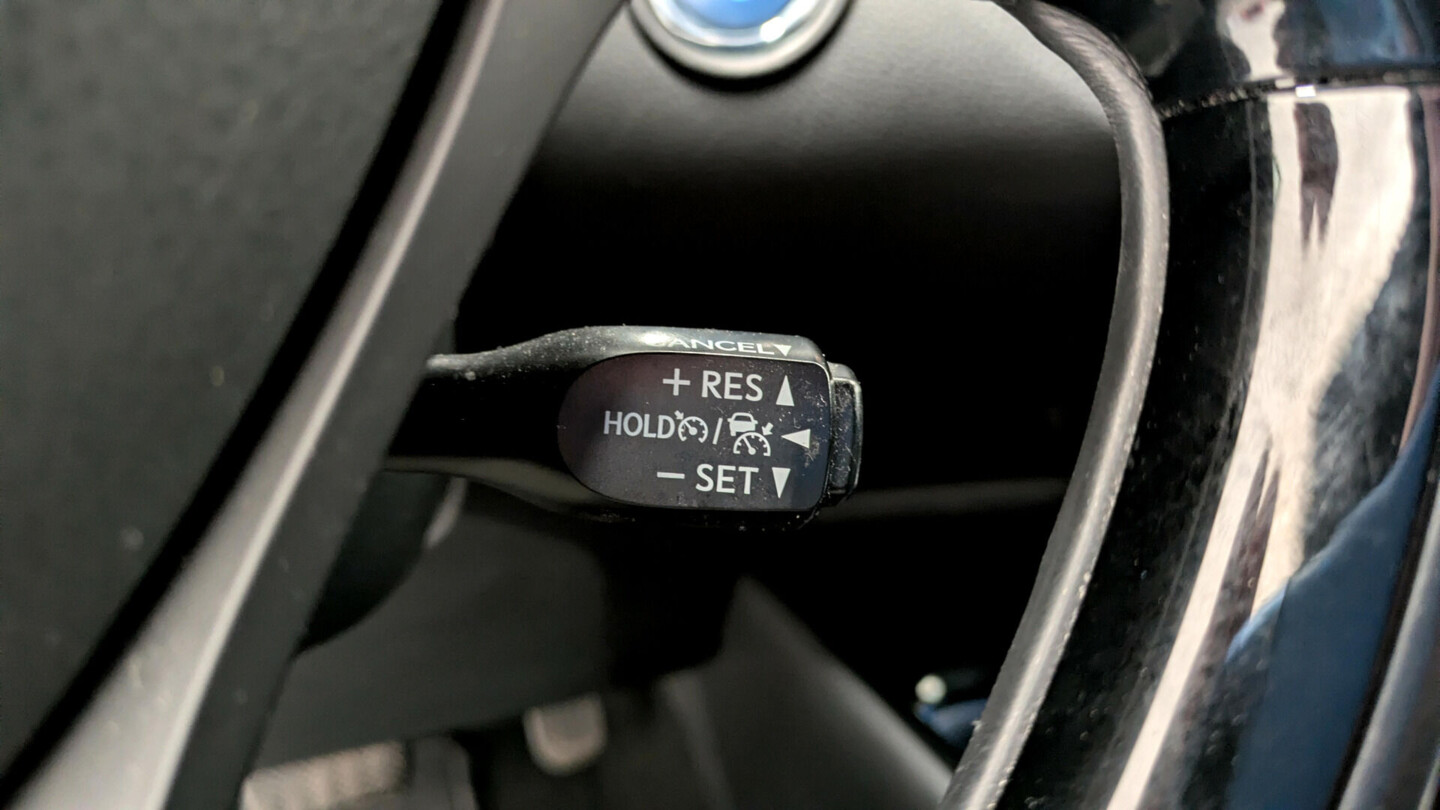 CANCEL▼
+ RES ▲
HOLD / ◀
− SET ▼